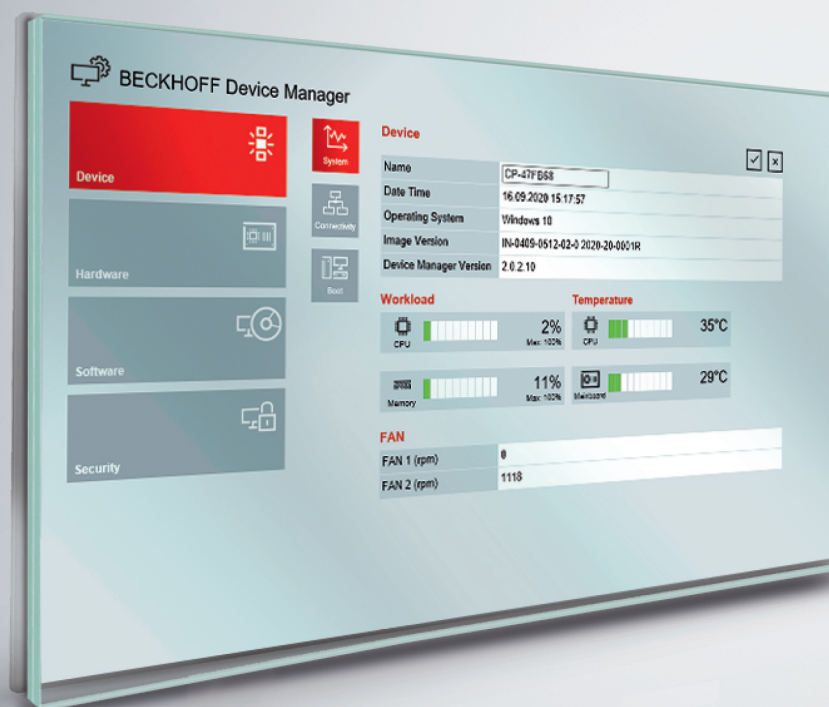 BECKHOFF Device Manager
Device
Hardware
Software
Security
System
Connectivity
Boot
Device
Name CP-47FB68
Date Time 16.09.2020 15:17:57
Operating System Windows 10
Image Version IN-0409-0512-02-0 2020-20-0001R
Device Manager Version 2.0.2.10
Workload
CPU 2% Max: 100%
Memory 11% Max: 100%
Temperature
CPU 35°C
Mainboard 29°C
FAN
FAN 1 (rpm) 0
FAN 2 (rpm) 1118